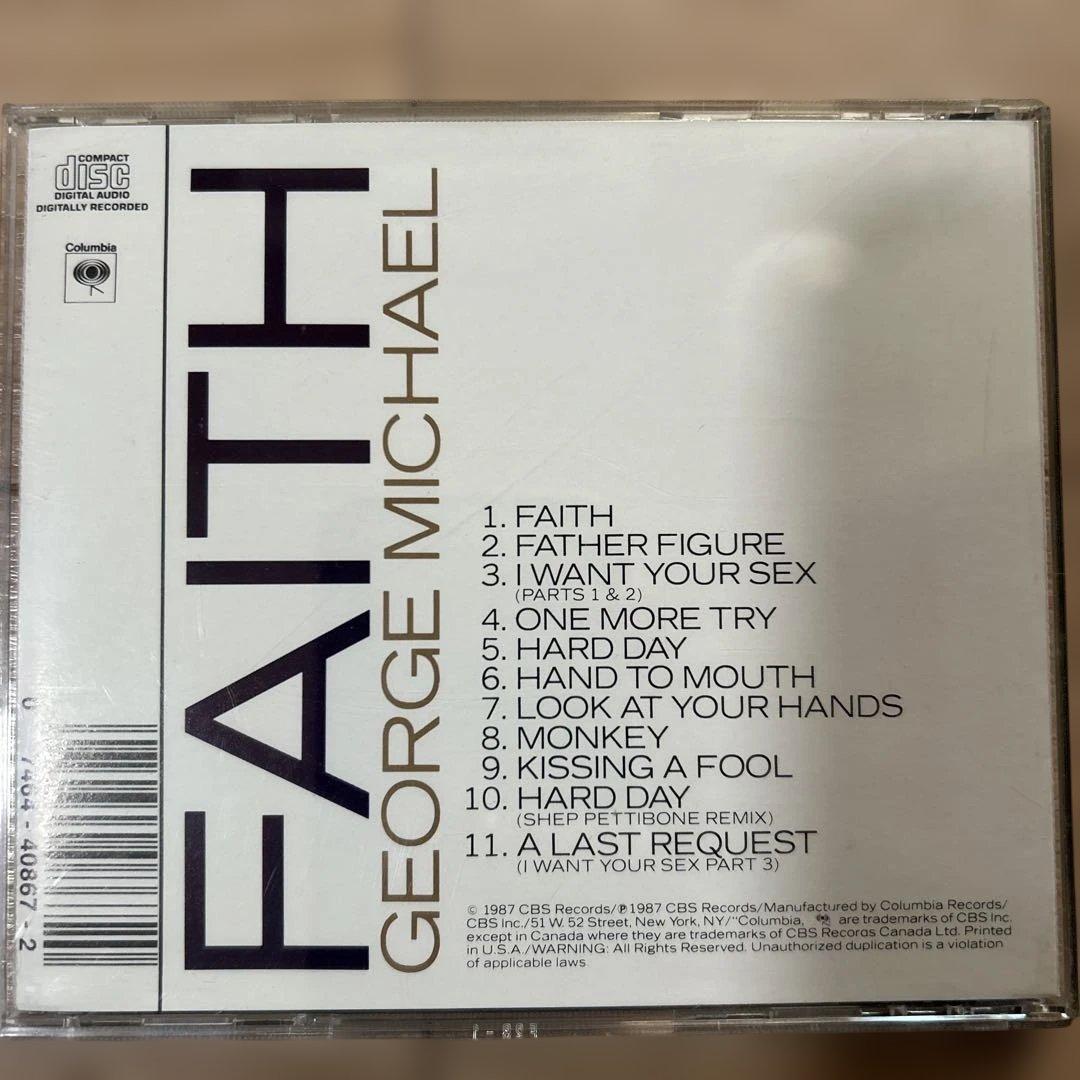 COMPACT
disc
DIGITAL AUDIO
DIGITALLY RECORDED
Columbia
FAITH
GEORGE MICHAEL
1. FAITH
2. FATHER FIGURE
3. I WANT YOUR SEX
(PARTS 1 & 2)
4. ONE MORE TRY
5. HARD DAY
6. HAND TO MOUTH
7. LOOK AT YOUR HANDS
8. MONKEY
9. KISSING A FOOL
10. HARD DAY
(SHEP PETTIBONE REMIX)
11. A LAST REQUEST
(I WANT YOUR SEX PART 3)
© 1987 CBS Records/℗ 1987 CBS Records/Manufactured by Columbia Records/
CBS Inc./51 W. 52 Street, New York, NY/"Columbia, are trademarks of CBS Inc.
except in Canada where they are trademarks of CBS Records Canada Ltd. Printed
in U.S.A./WARNING: All Rights Reserved. Unauthorized duplication is a violation
of applicable laws.
7464-40867-2